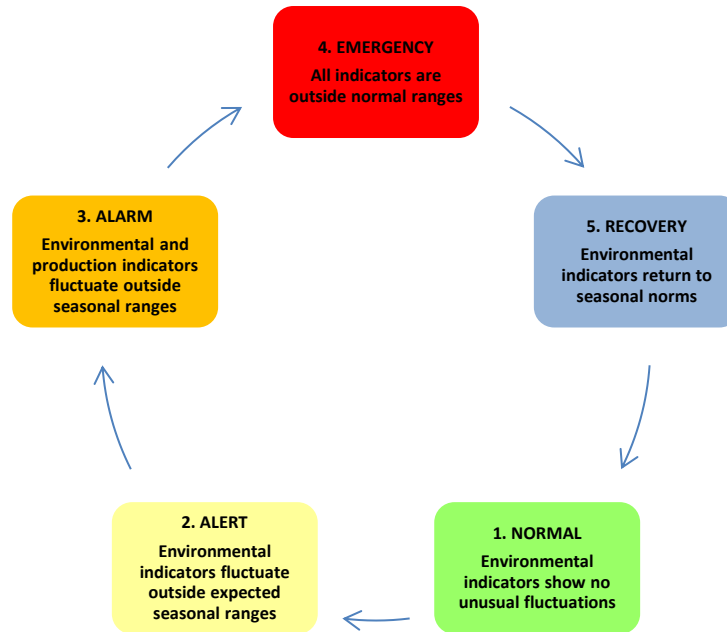 4. EMERGENCY
All indicators are
outside normal ranges
3. ALARM
Environmental and
production indicators
fluctuate outside
seasonal ranges
5. RECOVERY
Environmental
indicators return to
seasonal norms
2. ALERT
Environmental
indicators fluctuate
outside expected
seasonal ranges
1. NORMAL
Environmental
indicators show no
unusual fluctuations